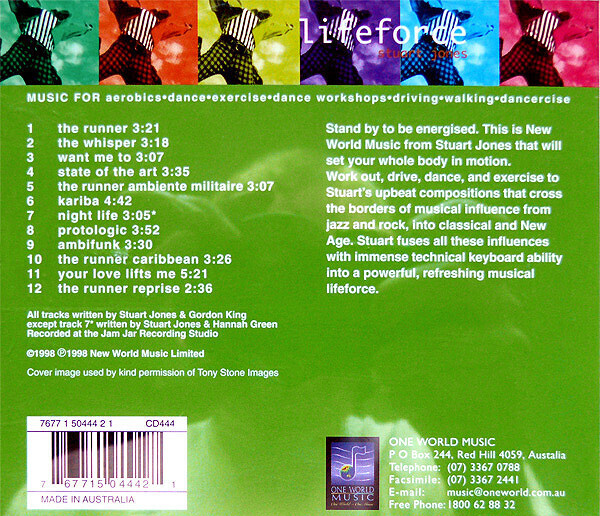 lifeforce
stuart jones
MUSIC FOR aerobics•dance•exercise•dance workshops•driving•walking•dancercise
1 the runner 3:21
2 the whisper 3:18
3 want me to 3:07
4 state of the art 3:35
5 the runner ambiente militaire 3:07
6 kariba 4:42
7 night life 3:05*
8 protologic 3:52
9 ambifunk 3:30
10 the runner caribbean 3:26
11 your love lifts me 5:21
12 the runner reprise 2:36
All tracks written by Stuart Jones & Gordon King
except track 7* written by Stuart Jones & Hannah Green
Recorded at the Jam Jar Recording Studio
©1998 ℗1998 New World Music Limited
Cover image used by kind permission of Tony Stone Images
Stand by to be energised. This is New
World Music from Stuart Jones that will
set your whole body in motion.
Work out, drive, dance, and exercise to
Stuart's upbeat compositions that cross
the borders of musical influence from
jazz and rock, into classical and New
Age. Stuart fuses all these influences
with immense technical keyboard ability
into a powerful, refreshing musical
lifeforce.
7677 1 50444 2 1 CD444
7 67715 04442 1
MADE IN AUSTRALIA
ONE WORLD
MUSIC
One World - One Music
ONE WORLD MUSIC
P O Box 244, Red Hill 4059, Austalia
Telephone: (07) 3367 0788
Facsimile: (07) 3367 2441
E-mail: music@oneworld.com.au
Free Phone: 1800 62 88 32